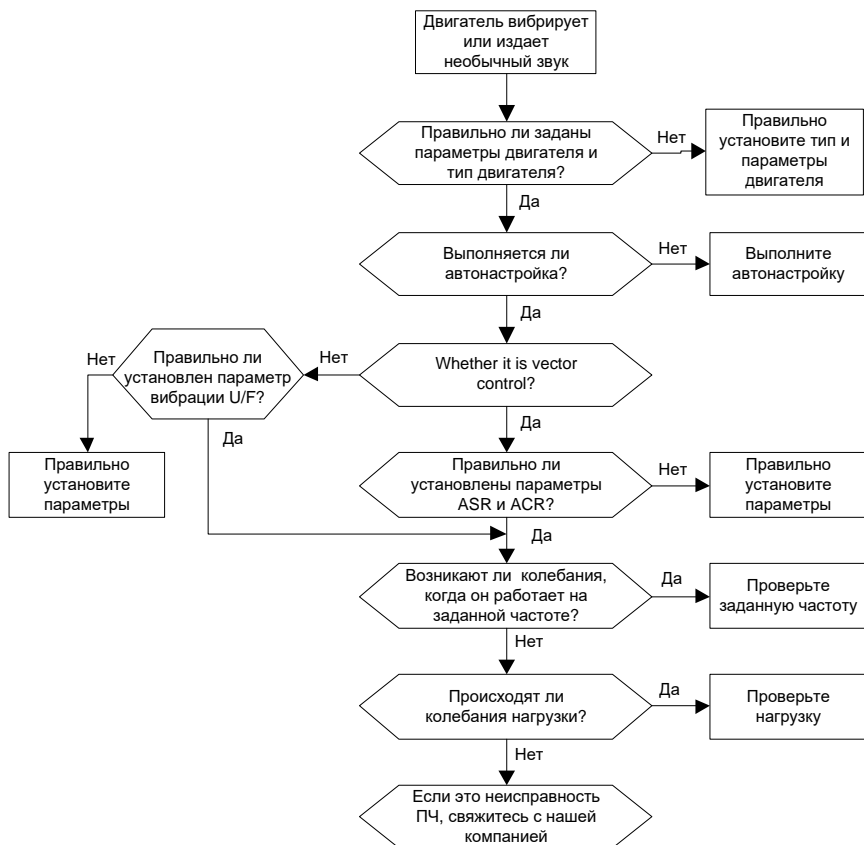 Двигатель вибрирует
или издает
необычный звук
Правильно ли заданы
параметры двигателя и
тип двигателя?
Нет
Правильно
установите тип и
параметры
двигателя
Да
Выполняется ли
автонастройка?
Нет
Выполните
автонастройку
Да
Whether it is vector
control?
Нет
Правильно ли
установлен параметр
вибрации U/F?
Нет
Правильно
установите
параметры
Да
Да
Правильно ли
установлены параметры
ASR и ACR?
Нет
Правильно
установите
параметры
Да
Возникают ли  колебания,
когда он работает на
заданной частоте?
Да
Проверьте
заданную частоту
Нет
Происходят ли
колебания нагрузки?
Да
Проверьте
нагрузку
Нет
Если это неисправность
ПЧ, свяжитесь с нашей
компанией